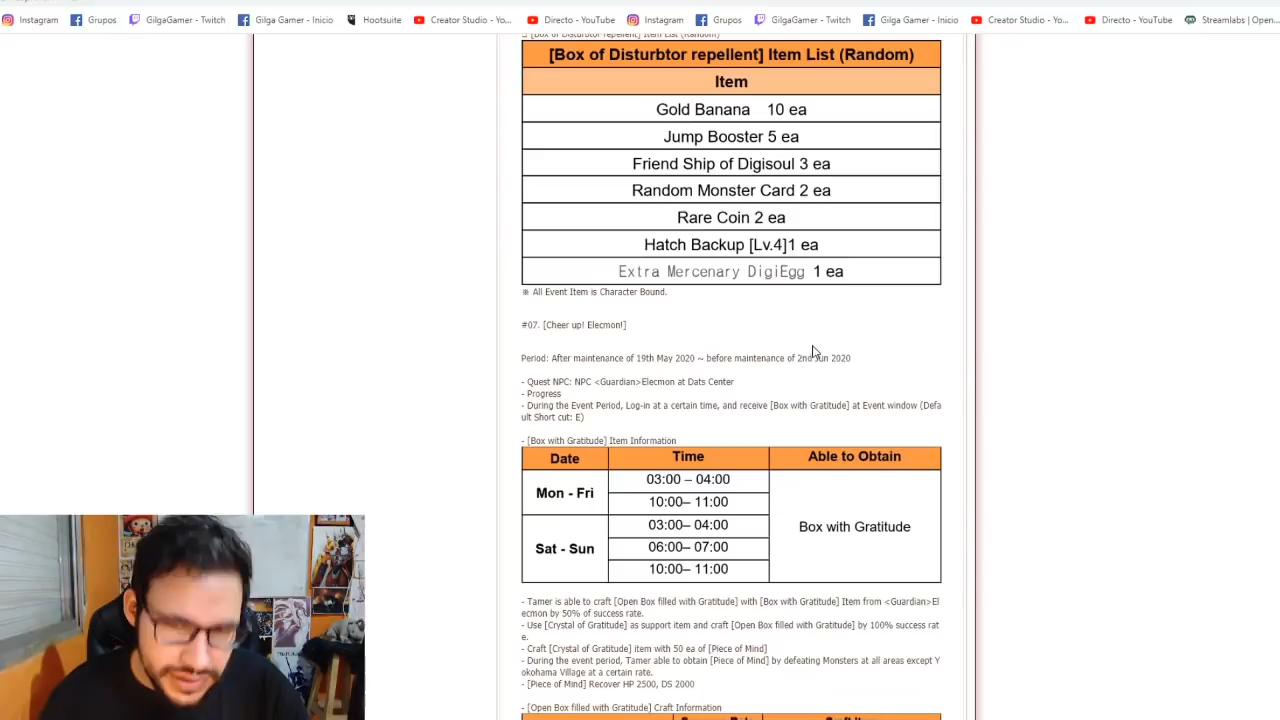 Instagram Grupos GilgaGamer - Twitch Gilga Gamer - Inicio Hootsuite Creator Studio - Yo... Directo - YouTube Instagram Grupos GilgaGamer - Twitch Gilga Gamer - Inicio Creator Studio - Yo... Directo - YouTube Streamlabs | Open...
[Box of Disturbtor repellent] Item List (Random)
[Box of Disturbtor repellent] Item List (Random)
Item
Gold Banana 10 ea
Jump Booster 5 ea
Friend Ship of Digisoul 3 ea
Random Monster Card 2 ea
Rare Coin 2 ea
Hatch Backup [Lv.4]1 ea
Extra Mercenary DigiEgg 1 ea
※ All Event Item is Character Bound.
#07. [Cheer up! Elecmon!]
Period: After maintenance of 19th May 2020 ~ before maintenance of 2nd Jun 2020
- Quest NPC: NPC <Guardian>Elecmon at Dats Center
- Progress
- During the Event Period, Log-in at a certain time, and receive [Box with Gratitude] at Event window (Defa
ult Short cut: E)
- [Box with Gratitude] Item Information
Date Time Able to Obtain
Mon - Fri 03:00 – 04:00
10:00– 11:00
Sat - Sun 03:00 – 04:00 Box with Gratitude
06:00– 07:00
10:00– 11:00
- Tamer is able to craft [Open Box filled with Gratitude] with [Box with Gratitude] Item from <Guardian>El
ecmon by 50% of success rate.
- Use [Crystal of Gratitude] as support item and craft [Open Box filled with Gratitude] by 100% success rat
e.
- Craft [Crystal of Gratitude] item with 50 ea of [Piece of Mind]
- During the event period, Tamer able to obtain [Piece of Mind] by defeating Monsters at all areas except Y
okohama Village at a certain rate.
- [Piece of Mind] Recover HP 2500, DS 2000
- [Open Box filled with Gratitude] Craft Information